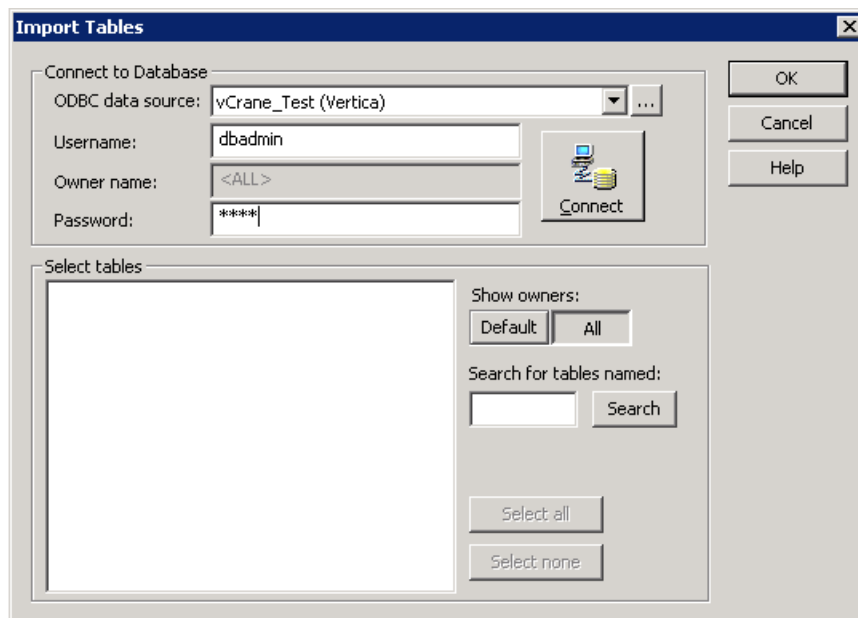 Import Tables
Connect to Database
ODBC data source: vCrane_Test (Vertica) ...
Username: dbadmin
Owner name: <ALL>
Password: ****
Connect
OK
Cancel
Help
Select tables
Show owners:
Default All
Search for tables named:
Search
Select all
Select none